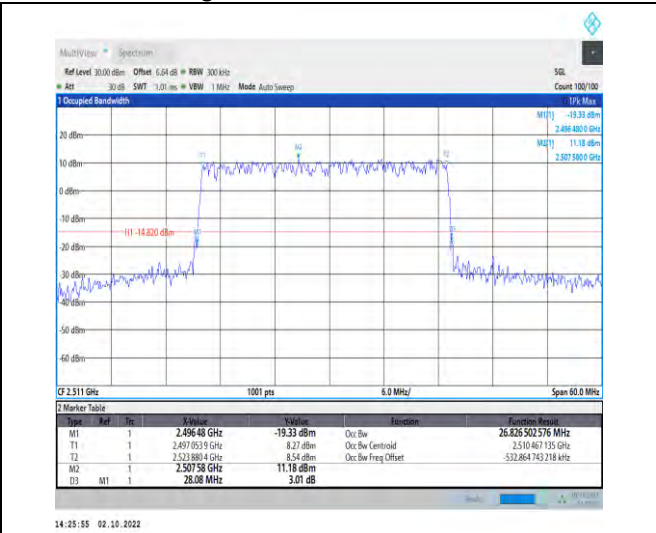 MultiView Spectrum
Ref Level 30.00 dBm Offset 6.64 dB RBW 300 kHz SGL
Att 30 dB SWT 1.01 ms VBW 1 MHz Mode Auto Sweep Count 100/100
1 Occupied Bandwidth 1Pk Max
M1[1] -19.33 dBm
2.496 480 0 GHz
M2[1] 11.18 dBm
2.507 580 0 GHz
20 dBm
M2
T1 T2
10 dBm
0 dBm
-10 dBm
H1 -14.820 dBm
-20 dBm
-30 dBm
-40 dBm
-50 dBm
-60 dBm
CF 2.511 GHz 1001 pts 6.0 MHz/ Span 60.0 MHz
2 Marker Table
Type Ref Trc X-Value Y-Value Function Function Result
M1 1 2.496 48 GHz -19.33 dBm Occ Bw 26.826 502 576 MHz
T1 1 2.497 053 9 GHz 8.27 dBm Occ Bw Centroid 2.510 467 135 GHz
T2 1 2.523 880 4 GHz 8.54 dBm Occ Bw Freq Offset -532.864 743 218 kHz
M2 1 2.507 58 GHz 11.18 dBm
D3 M1 1 28.08 MHz 3.01 dB
14:25:55 02.10.2022